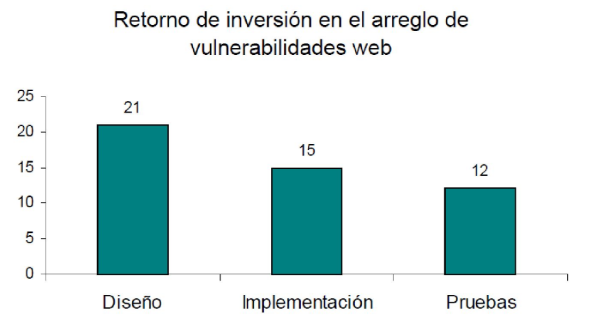 Retorno de inversión en el arreglo de
vulnerabilidades web
25
20
15
10
5
0
21
15
12
Diseño
Implementación
Pruebas